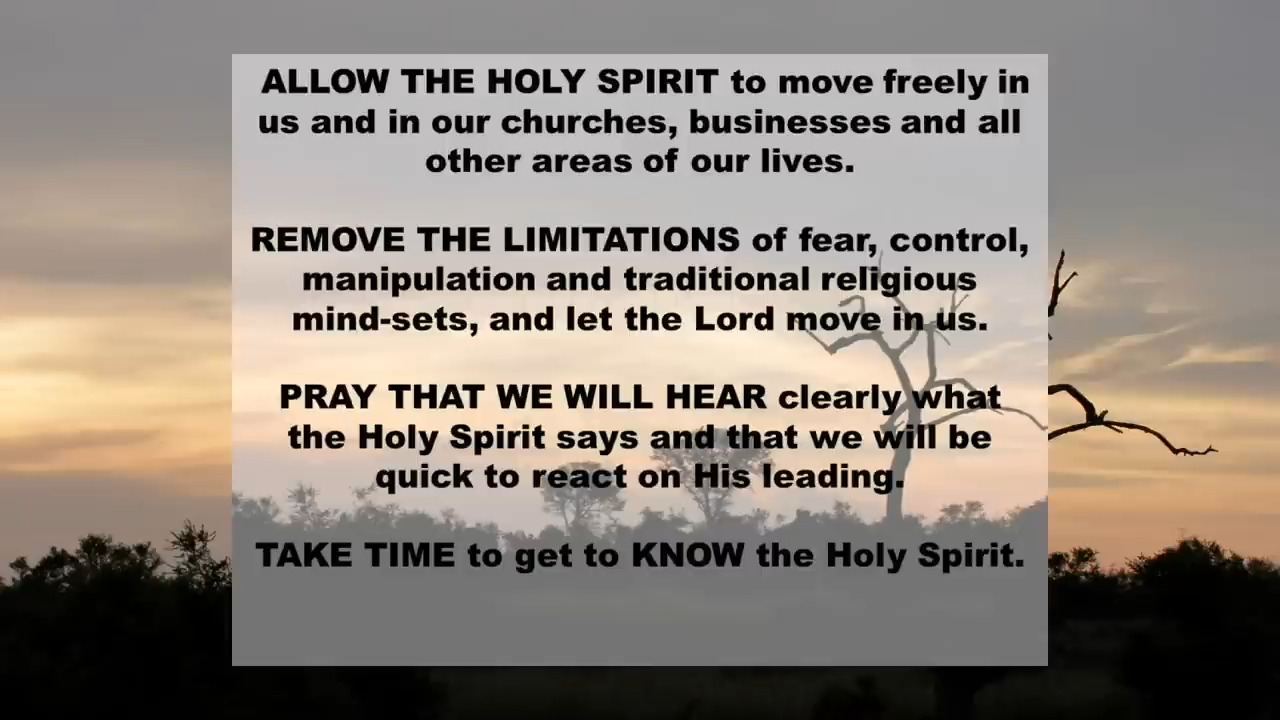 ALLOW THE HOLY SPIRIT to move freely in
us and in our churches, businesses and all
other areas of our lives.
REMOVE THE LIMITATIONS of fear, control,
manipulation and traditional religious
mind-sets, and let the Lord move in us.
PRAY THAT WE WILL HEAR clearly what
the Holy Spirit says and that we will be
quick to react on His leading.
TAKE TIME to get to KNOW the Holy Spirit.